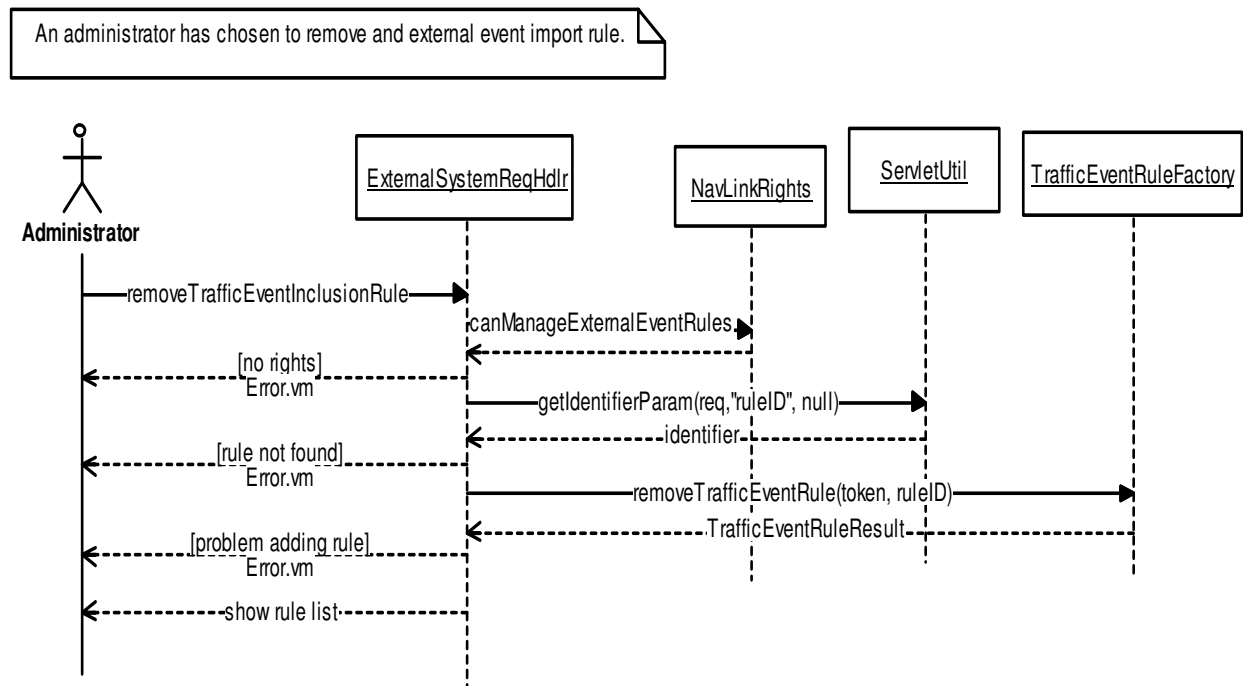 An administrator has chosen to remove and external event import rule.
ExternalSystemReqHdlr
NavLinkRights
ServletUtil
TrafficEventRuleFactory
Administrator
removeTrafficEventInclusionRule
canManageExternalEventRules
[no rights]
Error.vm
getIdentifierParam(req,"ruleID", null)
identifier
[rule not found]
Error.vm
removeTrafficEventRule(token, ruleID)
TrafficEventRuleResult
[problem adding rule]
Error.vm
show rule list